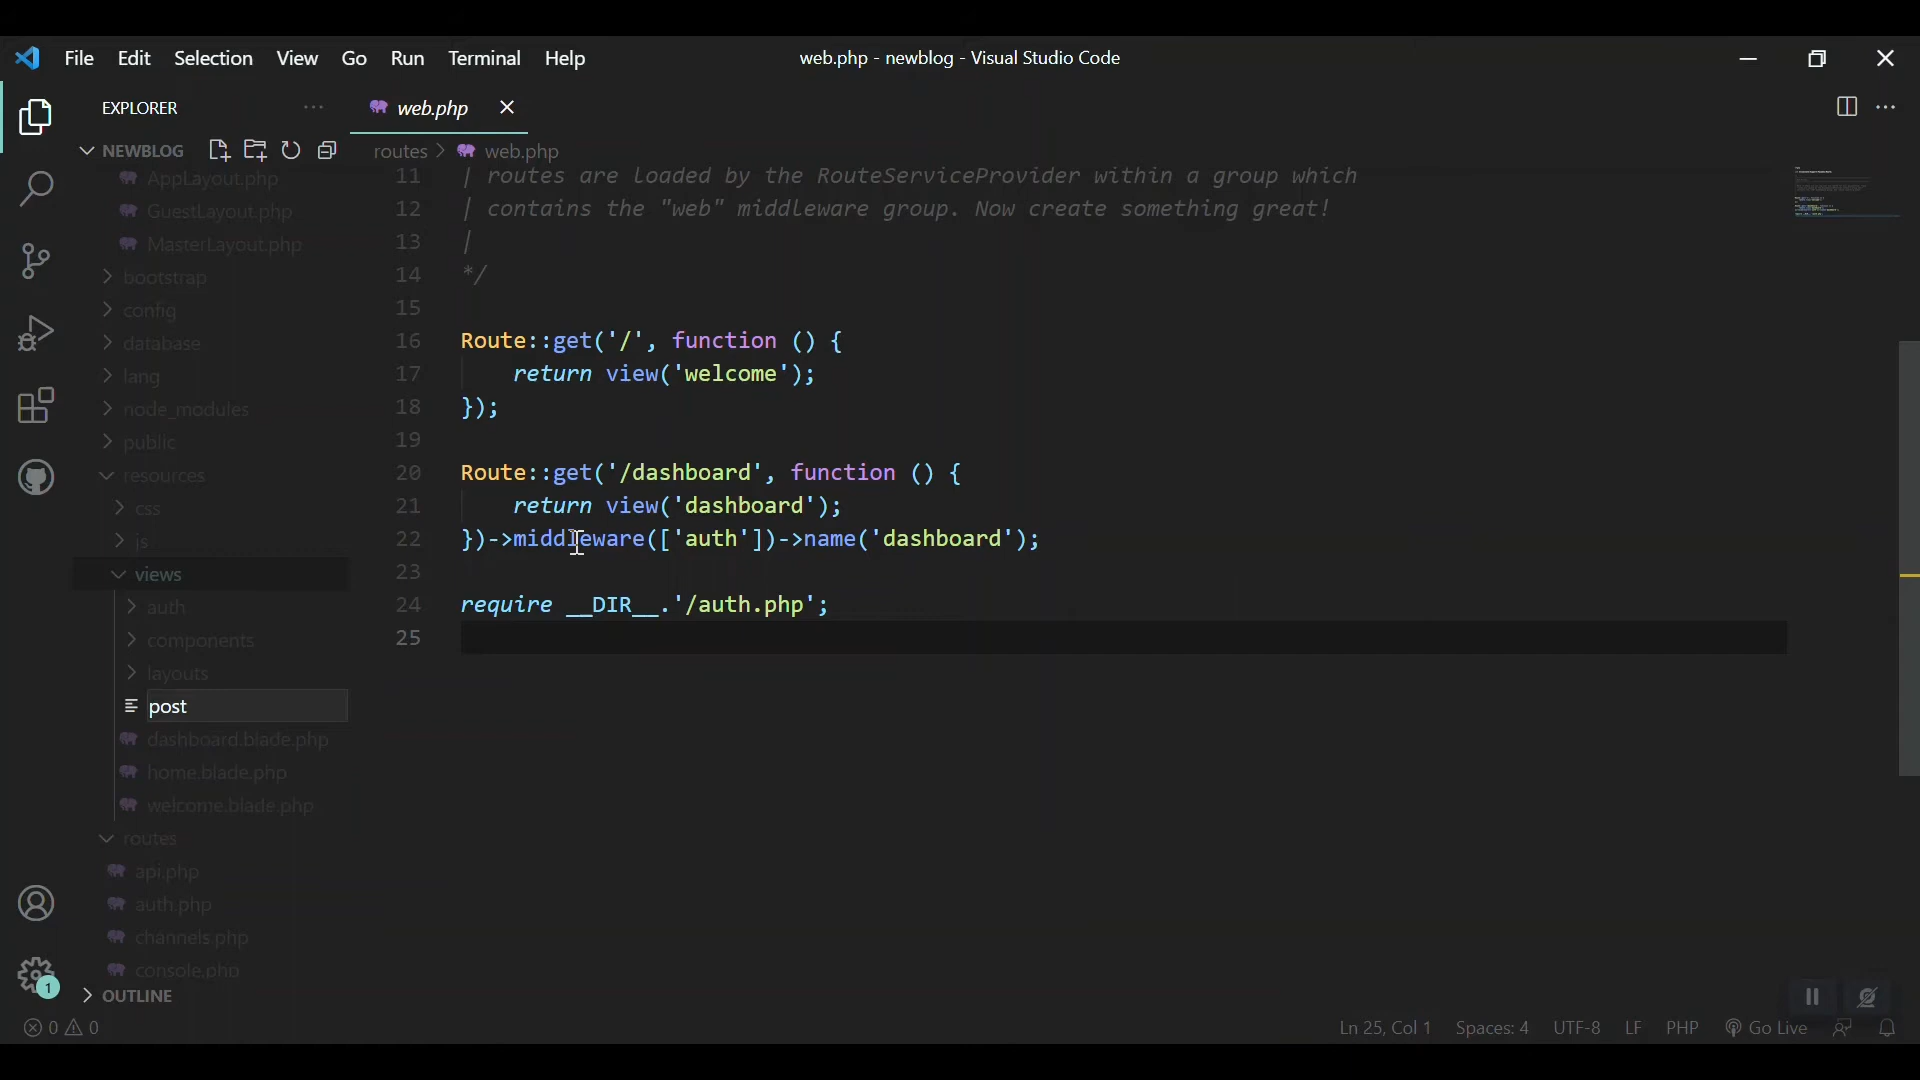 File Edit Selection View Go Run Terminal Help
web.php - newblog - Visual Studio Code
EXPLORER
web.php
NEWBLOG
routes > web.php
AppLayout.php
GuestLayout.php
MasterLayout.php
bootstrap
config
database
lang
node_modules
public
resources
css
js
views
auth
components
layouts
post
dashboard.blade.php
home.blade.php
welcome.blade.php
routes
api.php
auth.php
channels.php
console.php
OUTLINE
11 | routes are loaded by the RouteServiceProvider within a group which
12 | contains the "web" middleware group. Now create something great!
13 |
14 */
15
16 Route::get('/', function () {
17 return view('welcome');
18 });
19
20 Route::get('/dashboard', function () {
21 return view('dashboard');
22 })->middleware(['auth'])->name('dashboard');
23
24 require __DIR__.'/auth.php';
25
1
0 0
Ln 25, Col 1 Spaces: 4 UTF-8 LF PHP Go Live